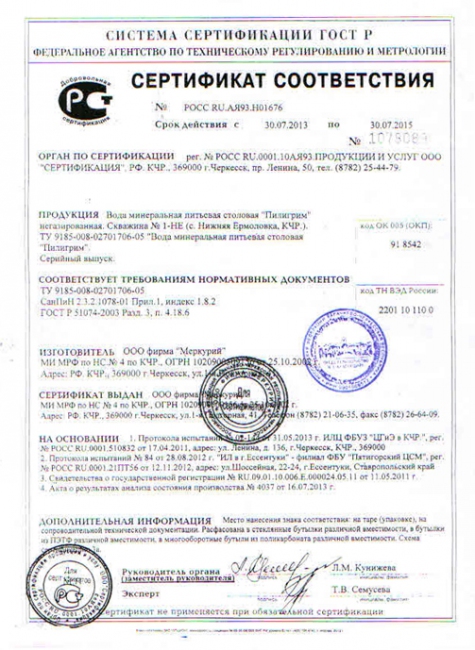 СИСТЕМА СЕРТИФИКАЦИИ ГОСТ Р
ФЕДЕРАЛЬНОЕ АГЕНТСТВО ПО ТЕХНИЧЕСКОМУ РЕГУЛИРОВАНИЮ И МЕТРОЛОГИИ
Добровольная
сертификация
СЕРТИФИКАТ СООТВЕТСТВИЯ
№ РОСС RU.АЯ93.Н01676
Срок действия с 30.07.2013 по 30.07.2015
№
ОРГАН ПО СЕРТИФИКАЦИИ рег. № РОСС RU.0001.10АЯ93.ПРОДУКЦИИ И УСЛУГ ООО
"СЕРТИФИКАЦИЯ". РФ. КЧР., 369000 г.Черкесск, пр. Ленина, 50, тел. (8782) 25-44-79.
ПРОДУКЦИЯ Вода минеральная питьевая столовая "Пилигрим"
негазированная. Скважина № 1-НЕ (с. Нижняя Ермоловка, КЧР.).
ТУ 9185-008-02701706-05 "Вода минеральная питьевая столовая
"Пилигрим".
Серийный выпуск.
код ОК 005 (ОКП):
91 8542
СООТВЕТСТВУЕТ ТРЕБОВАНИЯМ НОРМАТИВНЫХ ДОКУМЕНТОВ
ТУ 9185-008-02701706-05
СанПиН 2.3.2.1078-01 Прил.1, индекс 1.8.2
ГОСТ Р 51074-2003 Разд. 3, п. 4.18.6
код ТН ВЭД России
2201 10 110 0
ИЗГОТОВИТЕЛЬ ООО фирма "Меркурий"
МИ МРФ по НС № 4 по КЧР., ОГРН от 25.10.2002 г.
Адрес: РФ. КЧР., 369000 г.Черкесск,
СЕРТИФИКАТ ВЫДАН ООО фирма "Меркурий"
МИ МРФ по НС № 4 по КЧР., ОГРН
Адрес: РФ. КЧР., 369000 г.Черкесск, 41, Телефон (8782) 21-06-35, факс (8782) 26-64-09.
НА ОСНОВАНИИ 1. Протокола испытаний 31.05.2013 г. ИЛЦ ФБУЗ "ЦГиЭ в КЧР.", рег №
РОСС RU.0001.510832 от 17.04.2011, адрес: ул. Ленина, д. 136, г.Черкесск, КЧР., 369000
2. Протокола испытаний № 84 от 28.08.2012 г. "ИЛ в г.Ессентуки" - филиал ФБУ "Пятигорский ЦСМ", рег №
РОСС RU.0001.21ПТ56 от 12.11.2012, адрес: ул.Шоссейная, 22-24, г.Ессентуки, Ставропольский край
3. Свидетельства о государственной регистрации № RU.09.01.10.006.Е.000024.05.11 от 11.05.2011 г.
4. Акта о результатах анализа состояния производства № 4037 от 16.07.2013 г.
ДОПОЛНИТЕЛЬНАЯ ИНФОРМАЦИЯ Место нанесения знака соответствия: на таре (упаковке), на
сопроводительной технической документации. Расфасована в стеклянные бутылки различной вместимости, в бутылки
из ПЭТФ различной вместимости, в многооборотные бутыли из поликарбоната различной вместимости. Схема
Руководитель органа
(заместитель руководителя)
Л.М. Кунижева
Эксперт
Т.В. Семусева
Сертификат не применяется при обязательной сертификации
Для
Для